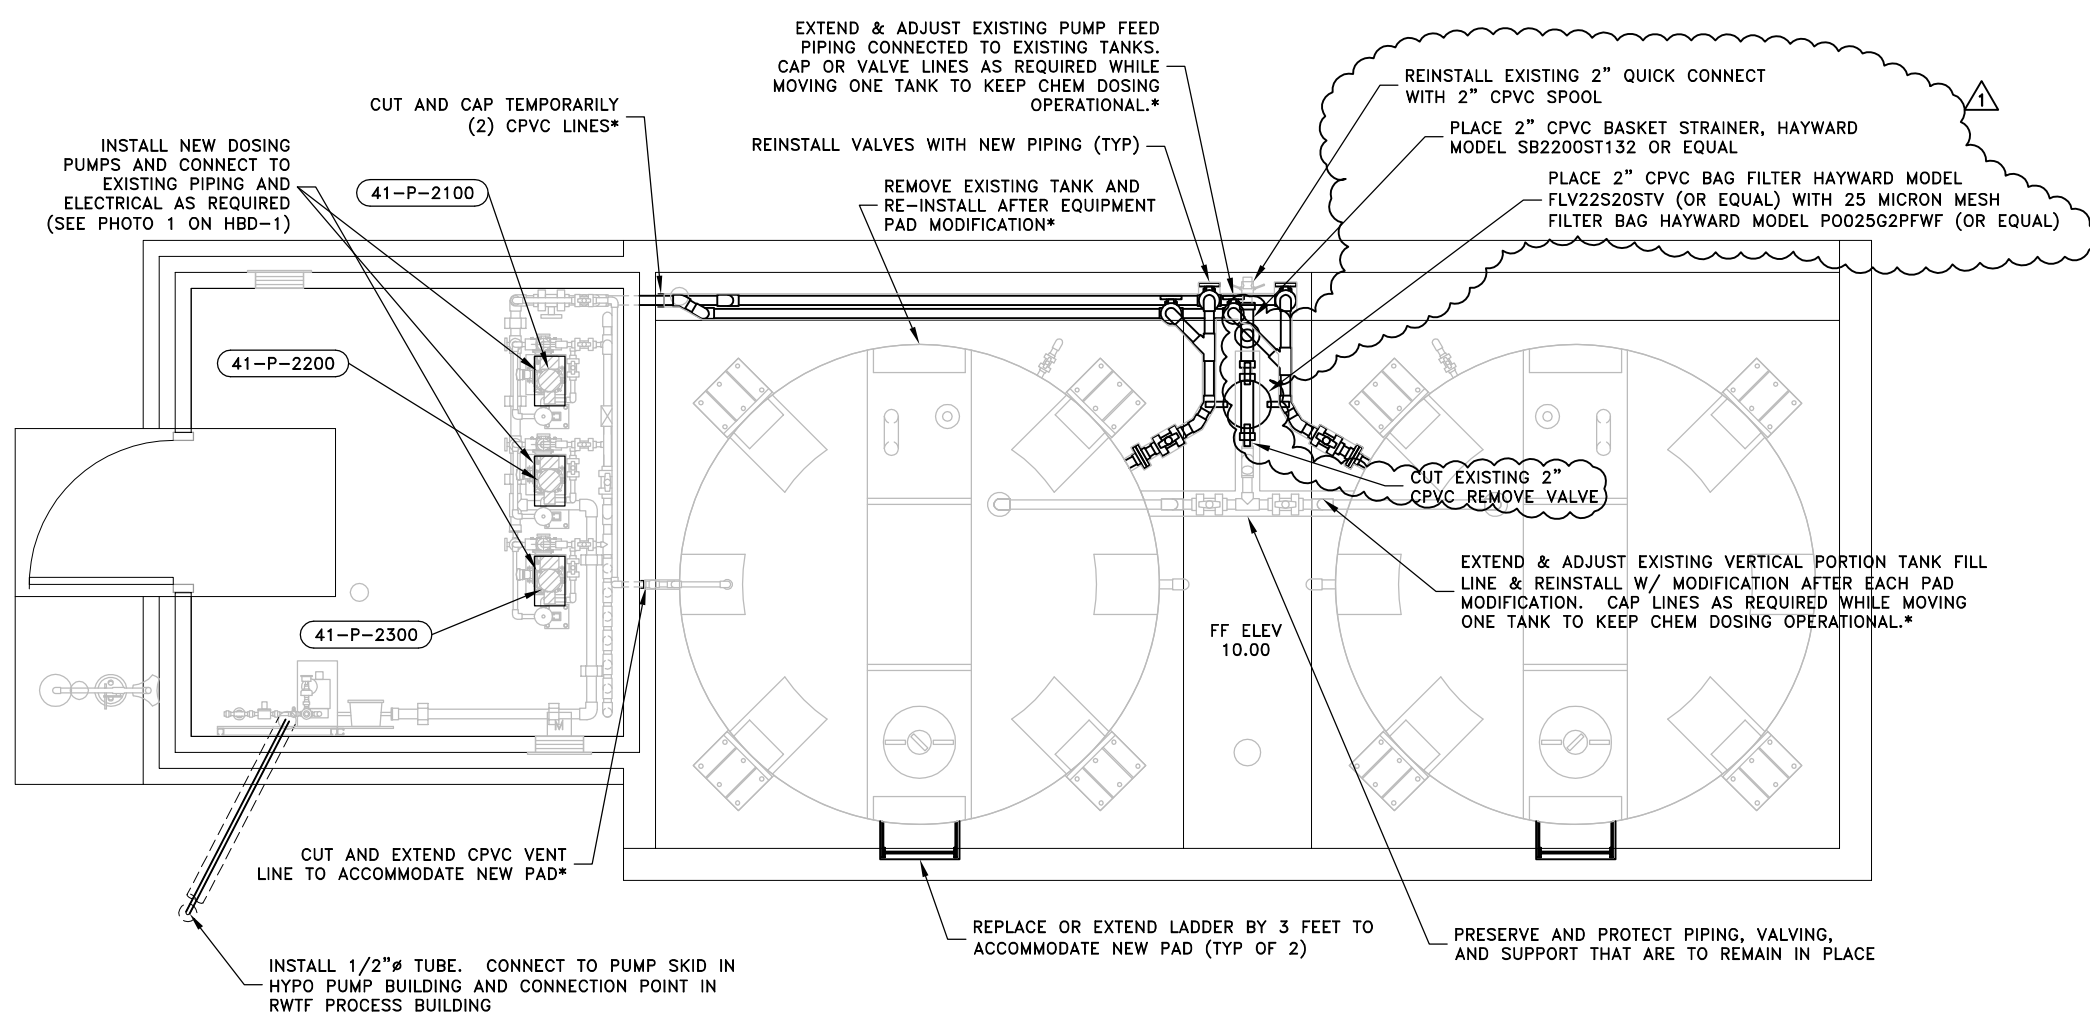 EXTEND & ADJUST EXISTING PUMP FEED
PIPING CONNECTED TO EXISTING TANKS.
CAP OR VALVE LINES AS REQUIRED WHILE
MOVING ONE TANK TO KEEP CHEM DOSING
OPERATIONAL.*
REINSTALL EXISTING 2" QUICK CONNECT
WITH 2" CPVC SPOOL
1
CUT AND CAP TEMPORARILY
(2) CPVC LINES*
PLACE 2" CPVC BASKET STRAINER, HAYWARD
MODEL SB2200ST132 OR EQUAL
INSTALL NEW DOSING
PUMPS AND CONNECT TO
EXISTING PIPING AND
ELECTRICAL AS REQUIRED
(SEE PHOTO 1 ON HBD-1)
REINSTALL VALVES WITH NEW PIPING (TYP)
41-P-2100
REMOVE EXISTING TANK AND
RE-INSTALL AFTER EQUIPMENT
PAD MODIFICATION*
PLACE 2" CPVC BAG FILTER HAYWARD MODEL
FLV22S20STV (OR EQUAL) WITH 25 MICRON MESH
FILTER BAG HAYWARD MODEL PO025G2PFWF (OR EQUAL)
41-P-2200
CUT EXISTING 2"
CPVC REMOVE VALVE
41-P-2300
FF ELEV
10.00
EXTEND & ADJUST EXISTING VERTICAL PORTION TANK FILL
LINE & REINSTALL W/ MODIFICATION AFTER EACH PAD
MODIFICATION. CAP LINES AS REQUIRED WHILE MOVING
ONE TANK TO KEEP CHEM DOSING OPERATIONAL.*
M
CUT AND EXTEND CPVC VENT
LINE TO ACCOMMODATE NEW PAD*
REPLACE OR EXTEND LADDER BY 3 FEET TO
ACCOMMODATE NEW PAD (TYP OF 2)
PRESERVE AND PROTECT PIPING, VALVING,
AND SUPPORT THAT ARE TO REMAIN IN PLACE
INSTALL 1/2"ø TUBE. CONNECT TO PUMP SKID IN
HYPO PUMP BUILDING AND CONNECTION POINT IN
RWTF PROCESS BUILDING